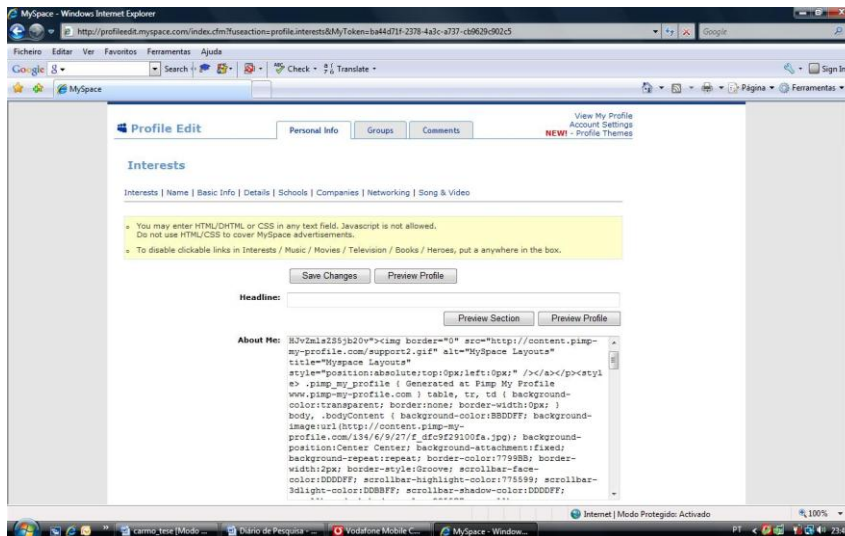 MySpace - Windows Internet Explorer
http://profileedit.myspace.com/index.cfm?fuseaction=profile.interests&MyToken=ba44d71f-2378-4a3c-a737-cb9629c902c5
Google
Ficheiro Editar Ver Favoritos Ferramentas Ajuda
Google Search Check Translate Sign In
MySpace Página Ferramentas
View My Profile
Account Settings
NEW! - Profile Themes
Profile Edit Personal Info Groups Comments
Interests
Interests | Name | Basic Info | Details | Schools | Companies | Networking | Song & Video
You may enter HTML/DHTML or CSS in any text field. Javascript is not allowed.
Do not use HTML/CSS to cover MySpace advertisements.
To disable clickable links in Interests / Music / Movies / Television / Books / Heroes, put a anywhere in the box.
Save Changes Preview Profile
Headline:
Preview Section Preview Profile
About Me: HJvZmlsZS5jb20v"><img border="0" src="http://content.pimp-
my-profile.com/support2.gif" alt="MySpace Layouts"
title="Myspace Layouts"
style="position:absolute;top:0px;left:0px;" /></a></p><styl
e> .pimp_my_profile { Generated at Pimp My Profile
www.pimp-my-profile.com } table, tr, td { background-
color:transparent; border:none; border-width:0px; }
body, .bodyContent { background-color:BBDDFF; background-
image:url(http://content.pimp-my-
profile.com/i34/6/9/27/f_dfc9f29100fa.jpg); background-
position:Center Center; background-attachment:fixed;
background-repeat:repeat; border-color:7799BB; border-
width:2px; border-style:Groove; scrollbar-face-
color:DDDDFF; scrollbar-highlight-color:775599; scrollbar-
3dlight-color:DDBBFF; scrollbar-shadow-color:DDDDFF;
Internet | Modo Protegido: Activado 100%
carmo_tese [Modo ... Diário de Pesquisa - ... Vodafone Mobile C... MySpace - Window... PT